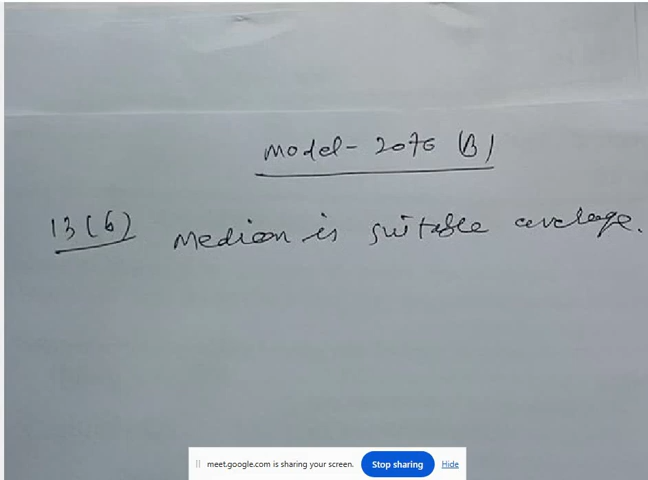 Model - 2076 (B)
13(b) Median is suitable average.
meet.google.com is sharing your screen. Stop sharing Hide